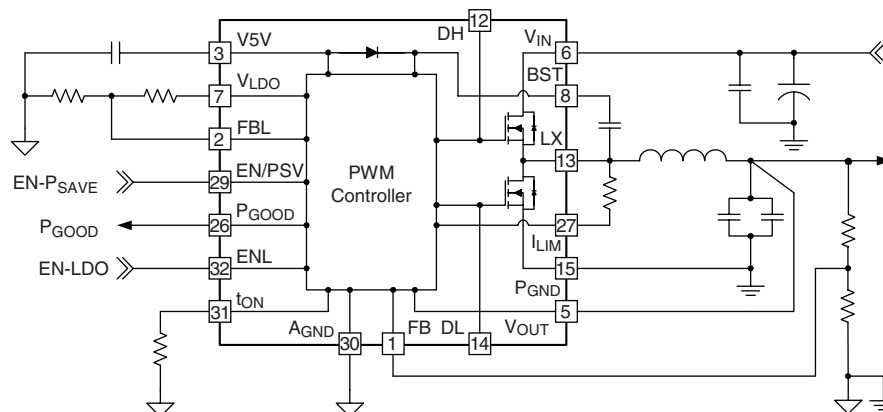 12
DH
3
V5V
VIN
6
BST
7
VLDO
8
2
FBL
LX
13
PWM
Controller
EN-PSAVE
29
EN/PSV
PGOOD
26
PGOOD
27
ILIM
EN-LDO
32
ENL
15
PGND
31
tON
5
VOUT
AGND
FB
DL
30
1
14